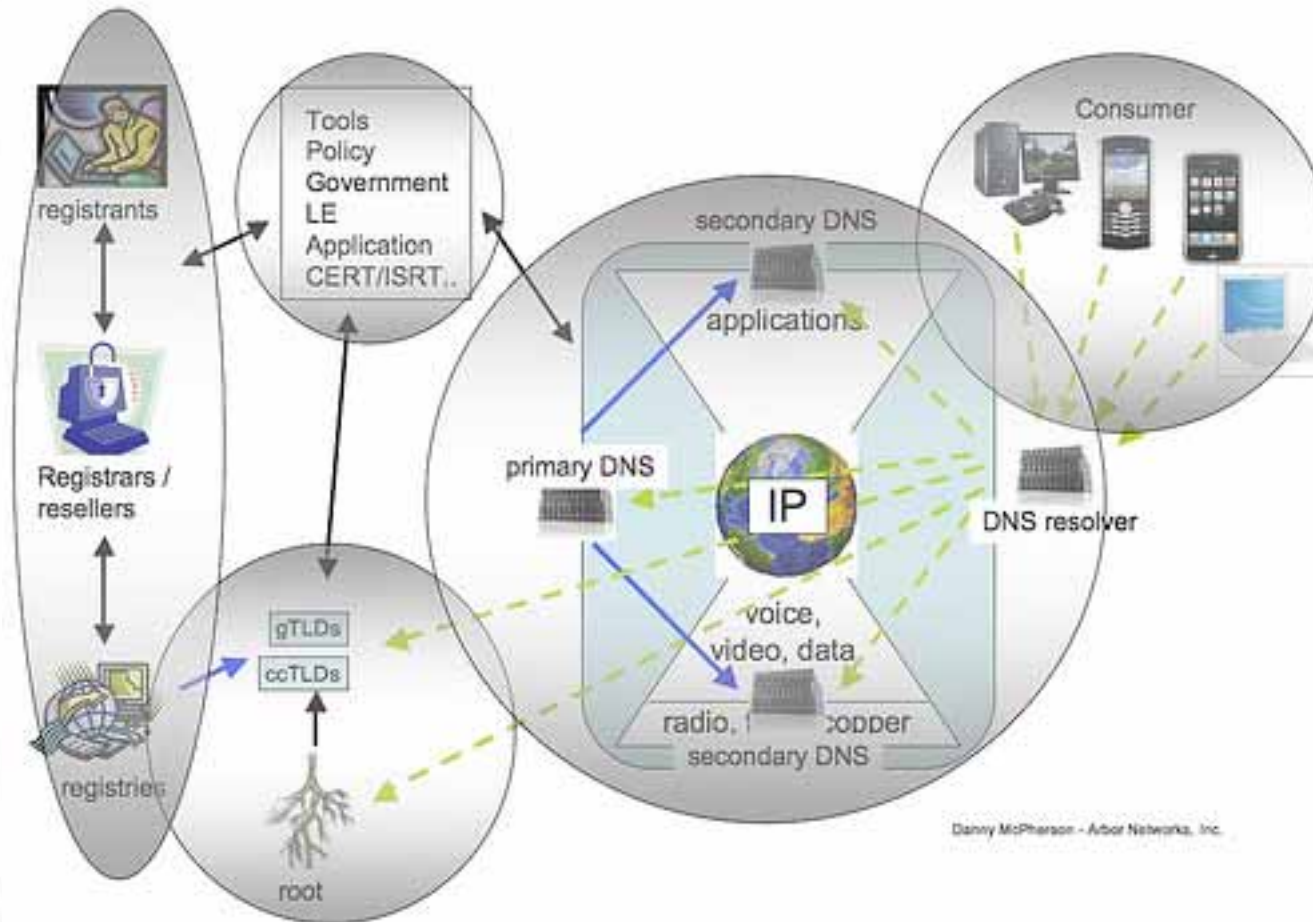 registrants
Registrars /
resellers
registries
Tools
Policy
Government
LE
Application
CERT/ISRT..
gTLDs
ccTLDs
root
secondary DNS
applications
primary DNS
IP
voice,
video, data
radio,
secondary DNS
Consumer
DNS resolver
Danny McPherson - Arbor Networks, Inc.